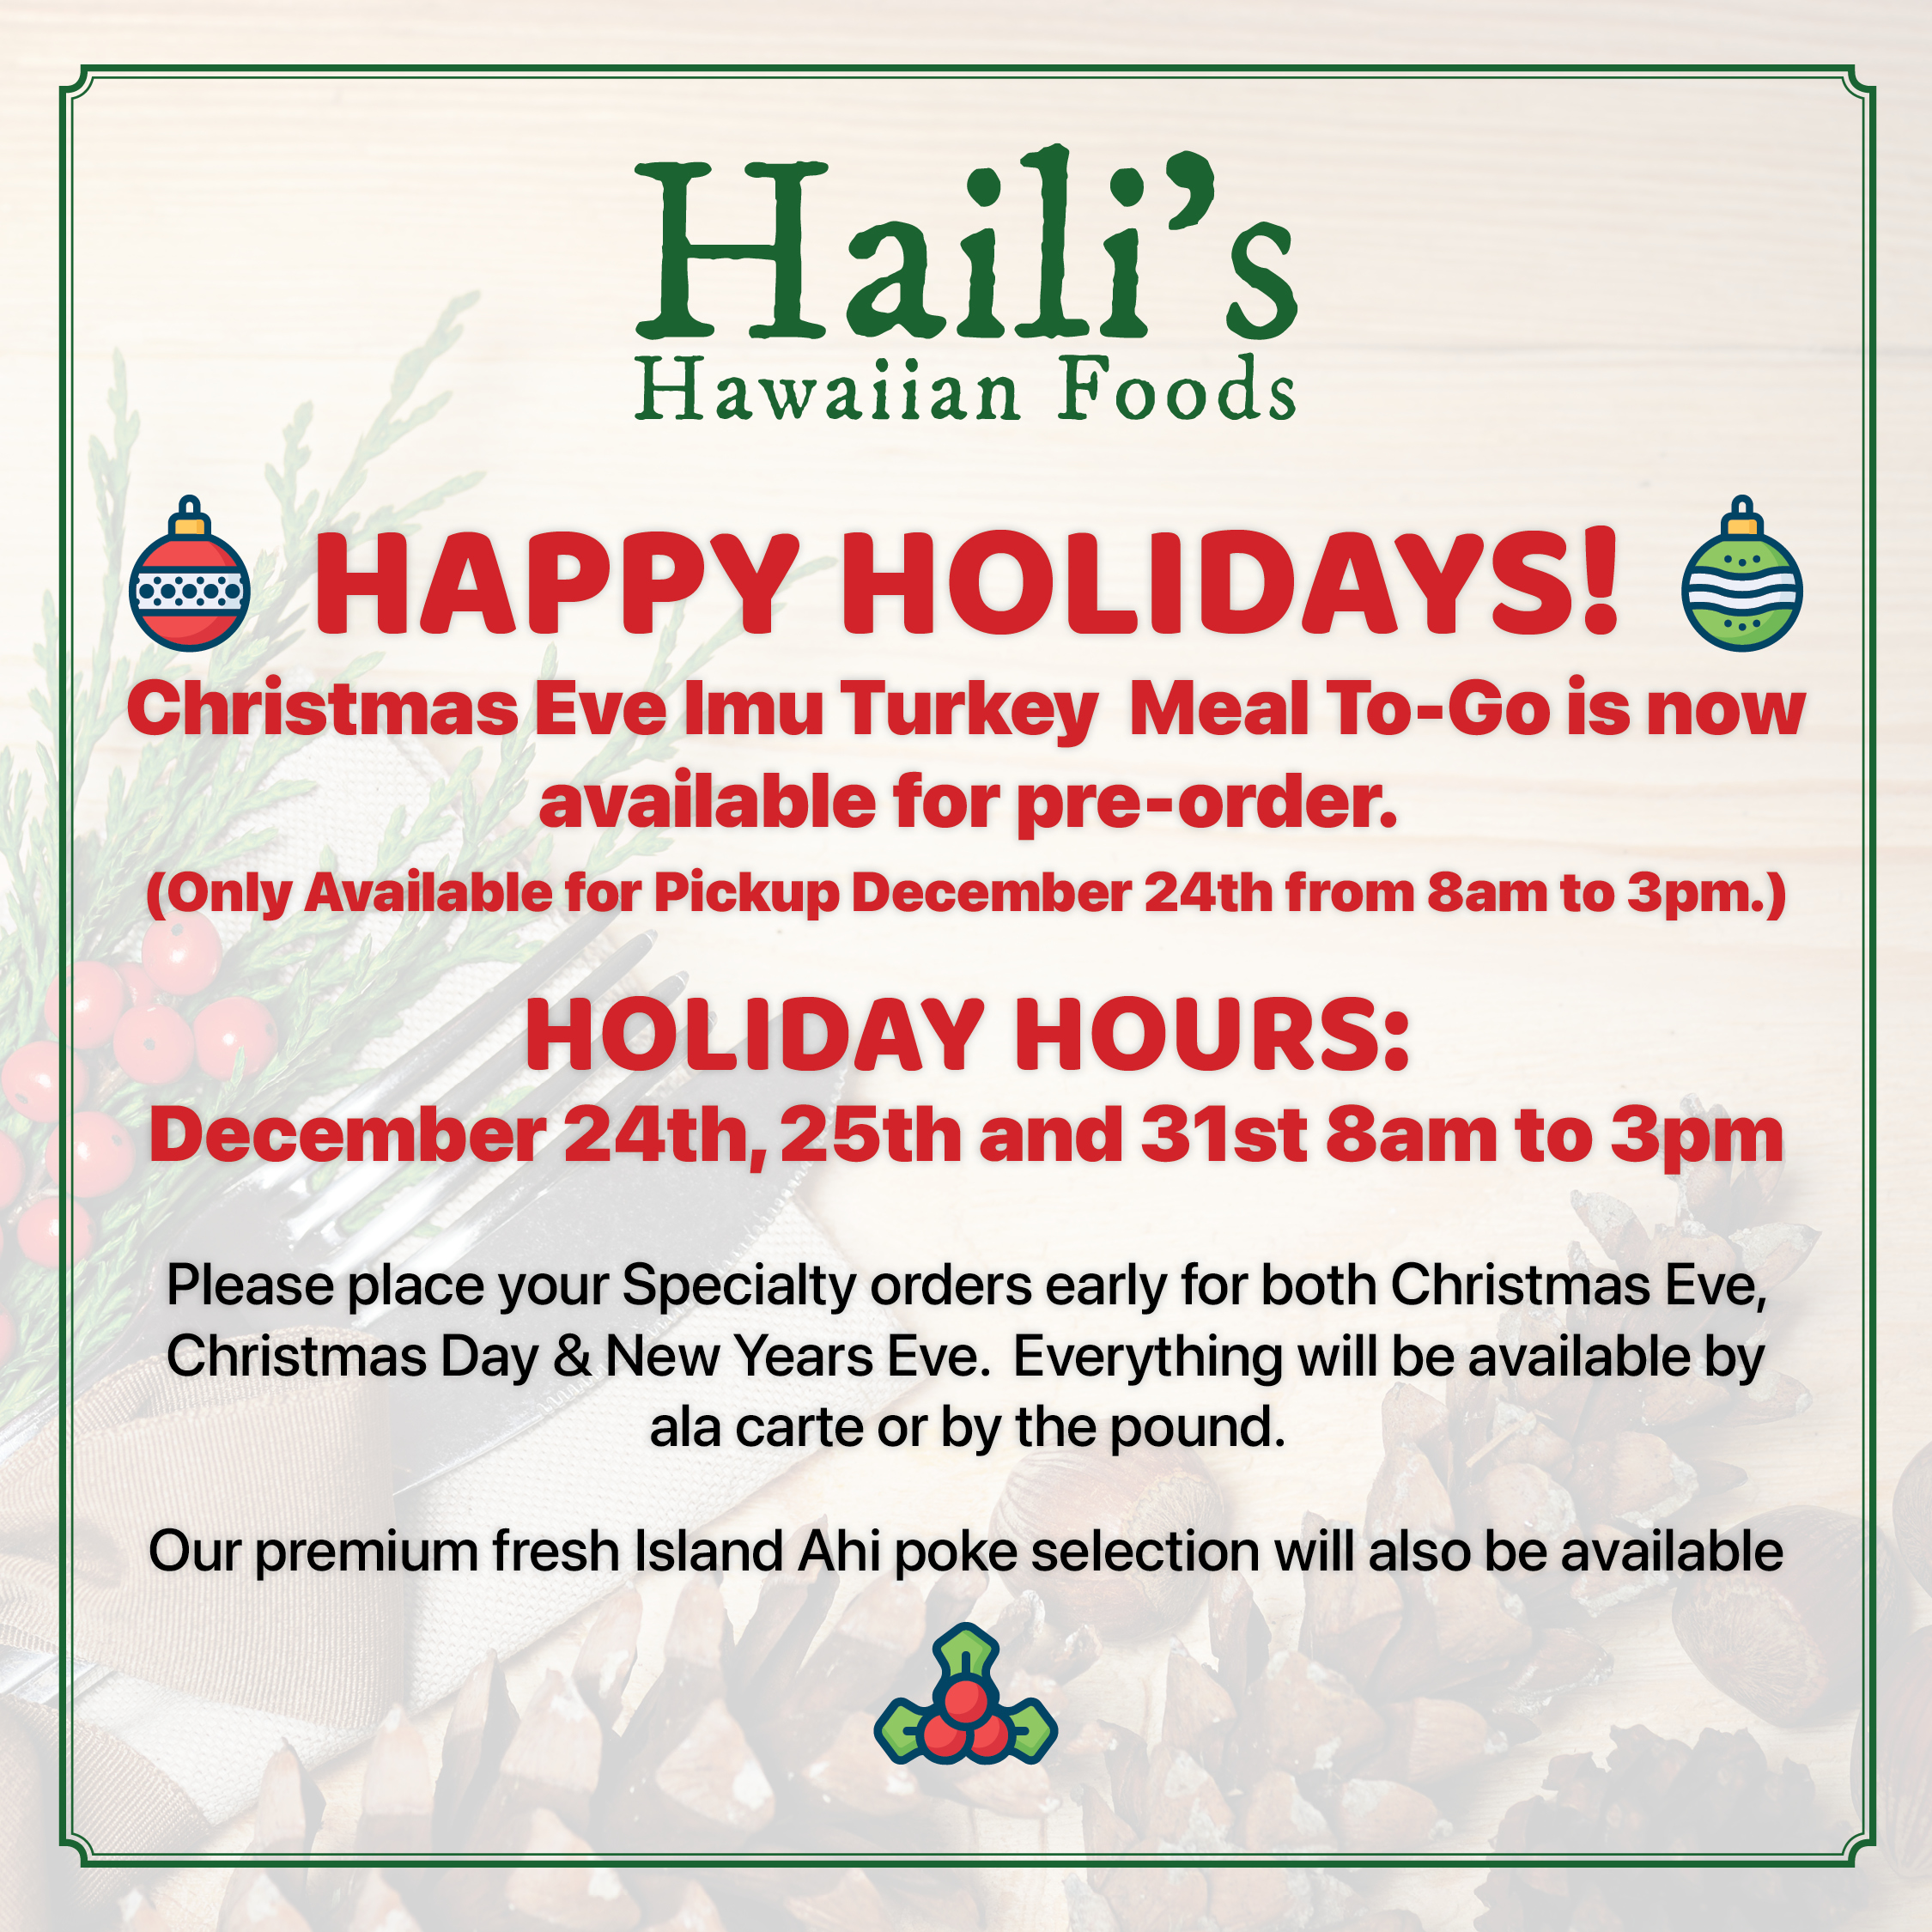 Haili's
Hawaiian Foods
HAPPY HOLIDAYS!
Christmas Eve Imu Turkey  Meal To-Go is now
available for pre-order.
(Only Available for Pickup December 24th from 8am to 3pm.)
HOLIDAY HOURS:
December 24th, 25th and 31st 8am to 3pm
Please place your Specialty orders early for both Christmas Eve,
Christmas Day & New Years Eve.  Everything will be available by
ala carte or by the pound.
Our premium fresh Island Ahi poke selection will also be available